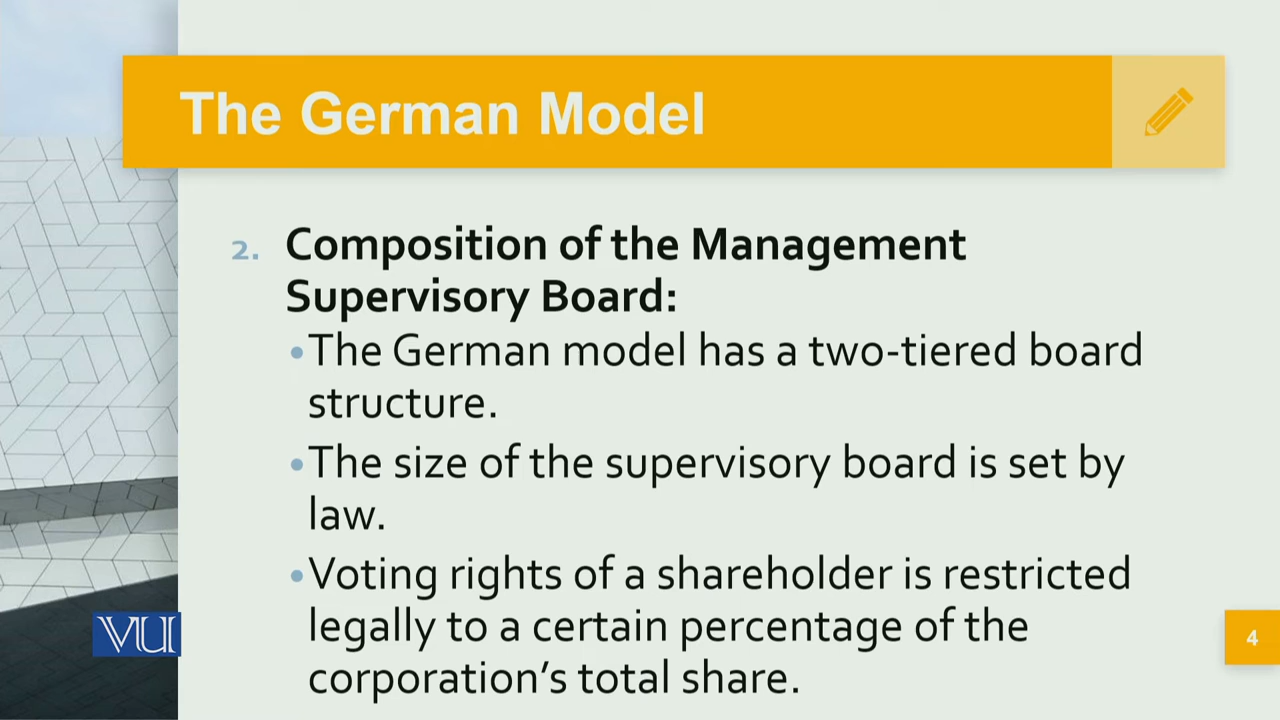 The German Model
2. Composition of the Management
Supervisory Board:
•The German model has a two-tiered board
structure.
•The size of the supervisory board is set by
law.
•Voting rights of a shareholder is restricted
legally to a certain percentage of the
corporation’s total share.
VU
4